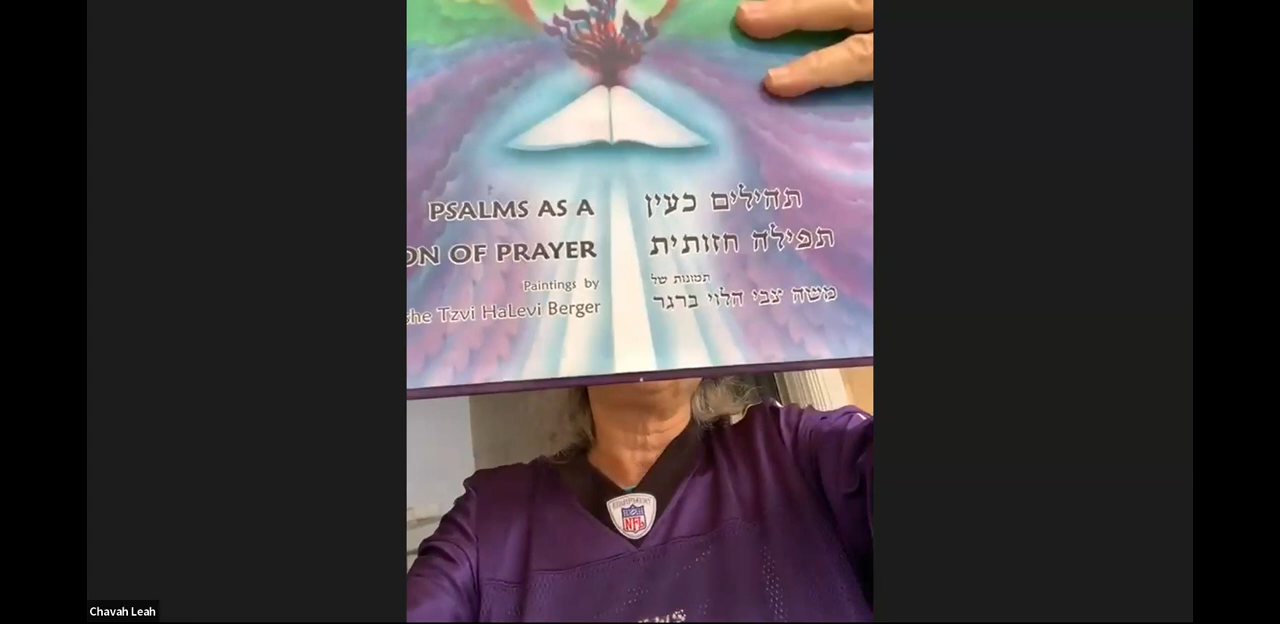 PSALMS AS A
ON OF PRAYER
Paintings by
she Tzvi HaLevi Berger
תהילים כעין
תפילה חזותית
תמונות של
משה צבי הלוי ברגר
NFL
Chavah Leah